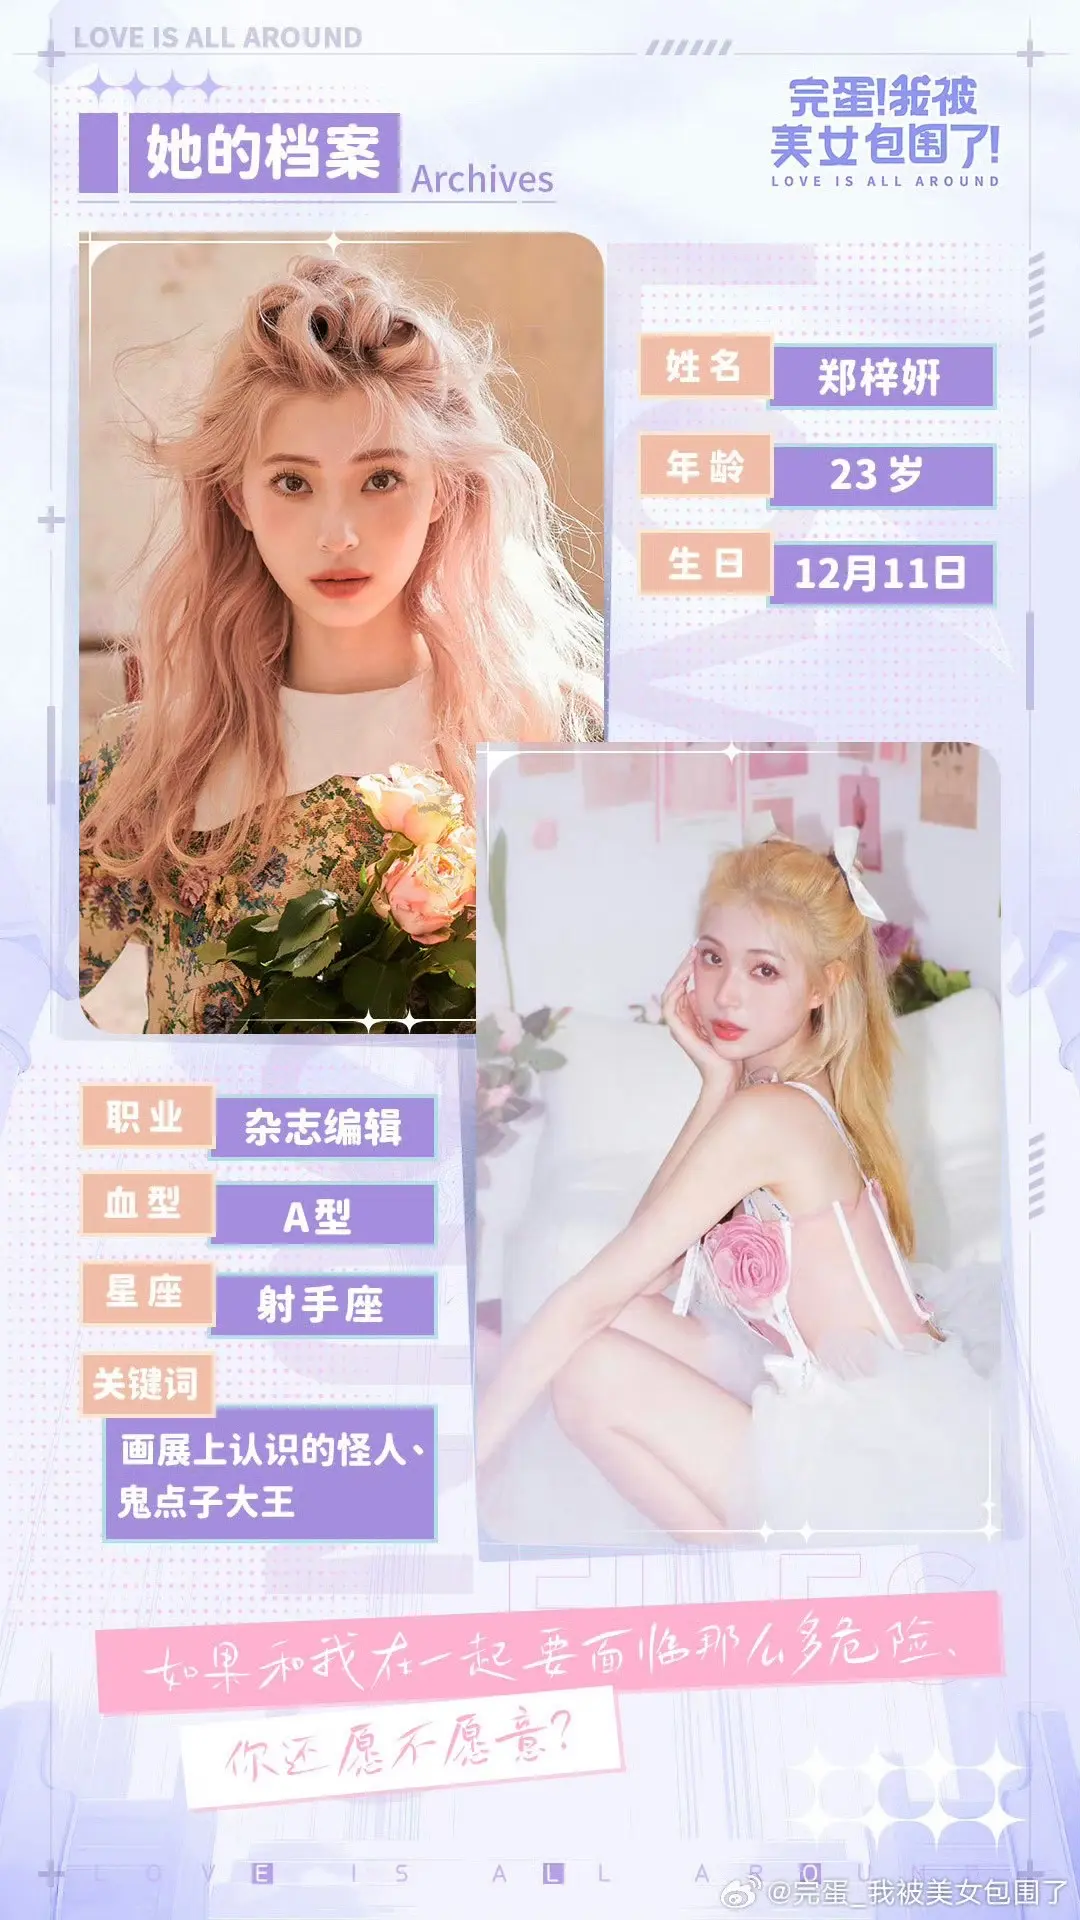 LOVE IS ALL AROUND
她的档案
Archives
完蛋!我被
美女包围了!
LOVE IS ALL AROUND
姓名
郑梓妍
年龄
23岁
生日
12月11日
职业
杂志编辑
血型
A型
星座
射手座
关键词
画展上认识的怪人、
鬼点子大王
如果和我在一起要面临那么多危险、
你还愿不愿意?
LOVE IS ALL AROUND
@完蛋_我被美女包围了